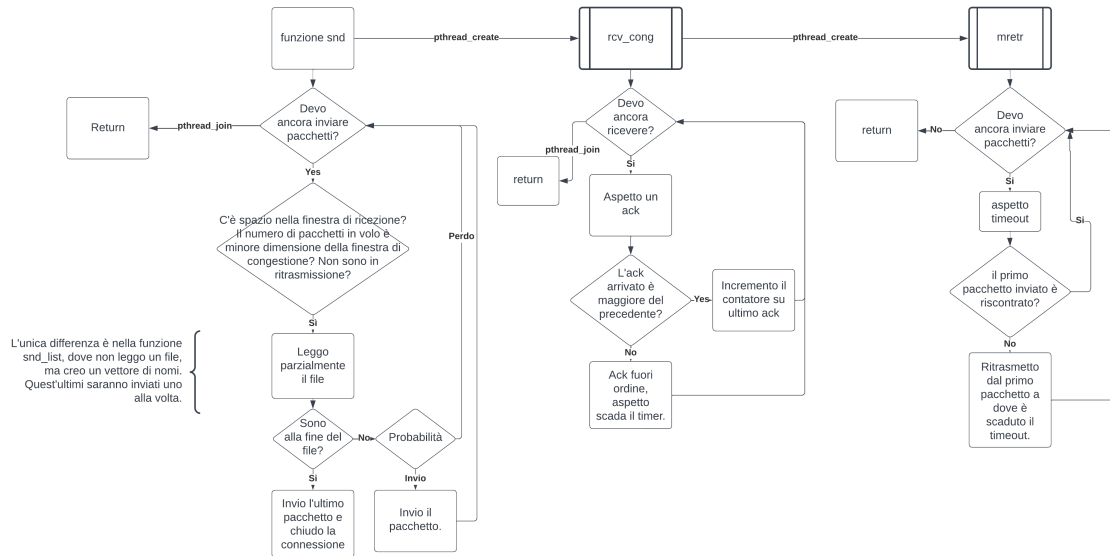 funzione snd
pthread_create
rcv_cong
pthread_create
mretr
Return
pthread_join
Devo
ancora inviare
pacchetti?
Yes
C'è spazio nella finestra di ricezione?
Il numero di pacchetti in volo è
minore dimensione della finestra di
congestione? Non sono in
ritrasmissione?
Si
L'unica differenza è nella funzione
snd_list, dove non leggo un file,
ma creo un vettore di nomi.
Quest'ultimi saranno inviati uno
alla volta.
Leggo
parzialmente
il file
Sono
alla fine del
file?
No
Probabilità
Perdo
Si
Invio
Invio l'ultimo
pacchetto e
chiudo la
connessione
Invio il
pacchetto.
Devo
ancora
ricevere?
pthread_join
return
Si
Aspetto un
ack
L'ack
arrivato è
maggiore del
precedente?
Yes
Incremento il
contatore su
ultimo ack
No
Ack fuori
ordine,
aspetto
scada il timer.
return
No
Devo
ancora inviare
pacchetti?
Si
aspetto
timeout
Si
il primo
pacchetto inviato è
riscontrato?
No
Ritrasmetto
dal primo
pacchetto a
dove è
scaduto il
timeout.